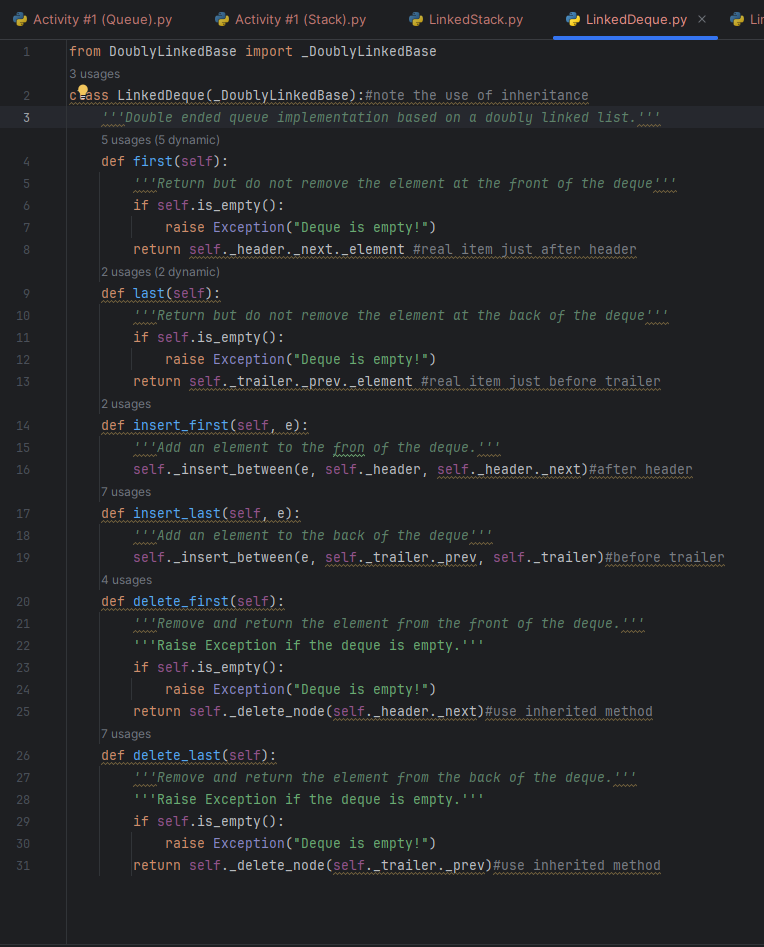 Activity #1 (Queue).py Activity #1 (Stack).py LinkedStack.py LinkedDeque.py × Li
1 from DoublyLinkedBase import _DoublyLinkedBase
3 usages
2 class LinkedDeque(_DoublyLinkedBase):#note the use of inheritance
3 '''Double ended queue implementation based on a doubly linked list.'''
5 usages (5 dynamic)
4 def first(self):
5 '''Return but do not remove the element at the front of the deque'''
6 if self.is_empty():
7 raise Exception("Deque is empty!")
8 return self._header._next._element #real item just after header
2 usages (2 dynamic)
9 def last(self):
10 '''Return but do not remove the element at the back of the deque'''
11 if self.is_empty():
12 raise Exception("Deque is empty!")
13 return self._trailer._prev._element #real item just before trailer
2 usages
14 def insert_first(self, e):
15 '''Add an element to the fron of the deque.'''
16 self._insert_between(e, self._header, self._header._next)#after header
7 usages
17 def insert_last(self, e):
18 '''Add an element to the back of the deque'''
19 self._insert_between(e, self._trailer._prev, self._trailer)#before trailer
4 usages
20 def delete_first(self):
21 '''Remove and return the element from the front of the deque.'''
22 '''Raise Exception if the deque is empty.'''
23 if self.is_empty():
24 raise Exception("Deque is empty!")
25 return self._delete_node(self._header._next)#use inherited method
7 usages
26 def delete_last(self):
27 '''Remove and return the element from the back of the deque.'''
28 '''Raise Exception if the deque is empty.'''
29 if self.is_empty():
30 raise Exception("Deque is empty!")
31 return self._delete_node(self._trailer._prev)#use inherited method